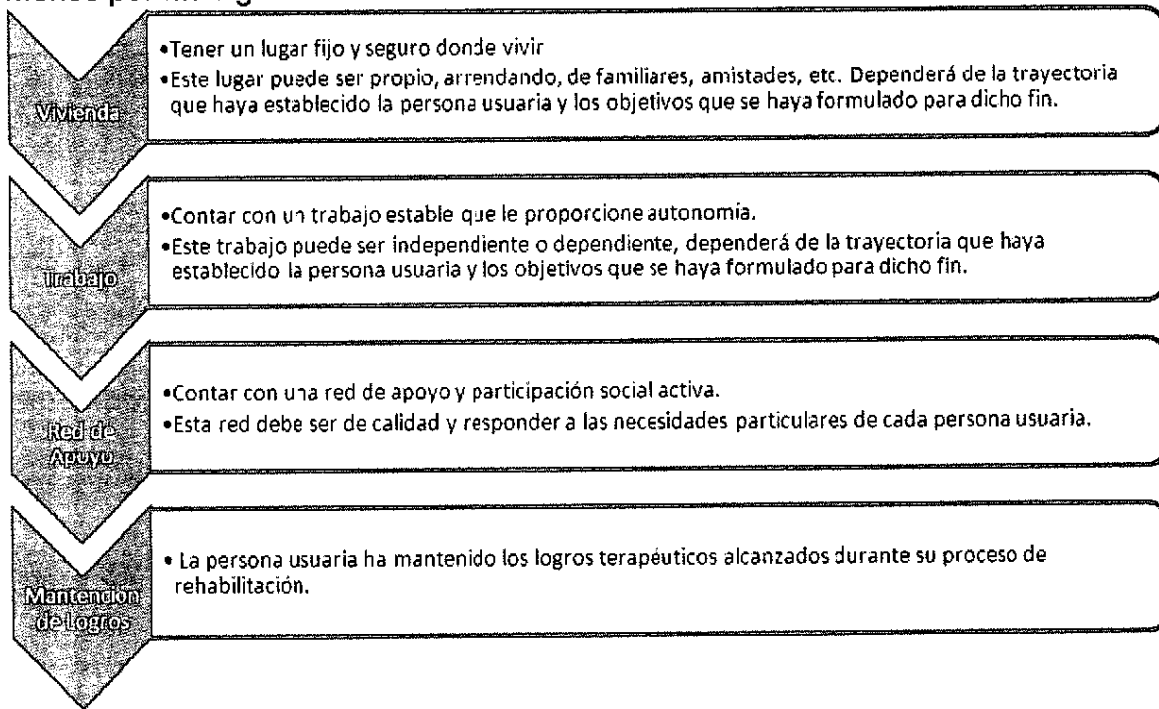 Vivienda
•Tener un lugar fijo y seguro donde vivir
•Este lugar puede ser propio, arrendando, de familiares, amistades, etc. Dependerá de la trayectoria
que haya establecido la persona usuaria y los objetivos que se haya formulado para dicho fin.
Trabajo
•Contar con un trabajo estable que le proporcione autonomía.
•Este trabajo puede ser independiente o dependiente, dependerá de la trayectoria que haya
establecido la persona usuaria y los objetivos que se haya formulado para dicho fin.
Red de
Apoyo
•Contar con una red de apoyo y participación social activa.
•Esta red debe ser de calidad y responder a las necesidades particulares de cada persona usuaria.
Mantención
de Logros
• La persona usuaria ha mantenido los logros terapéuticos alcanzados durante su proceso de
rehabilitación.